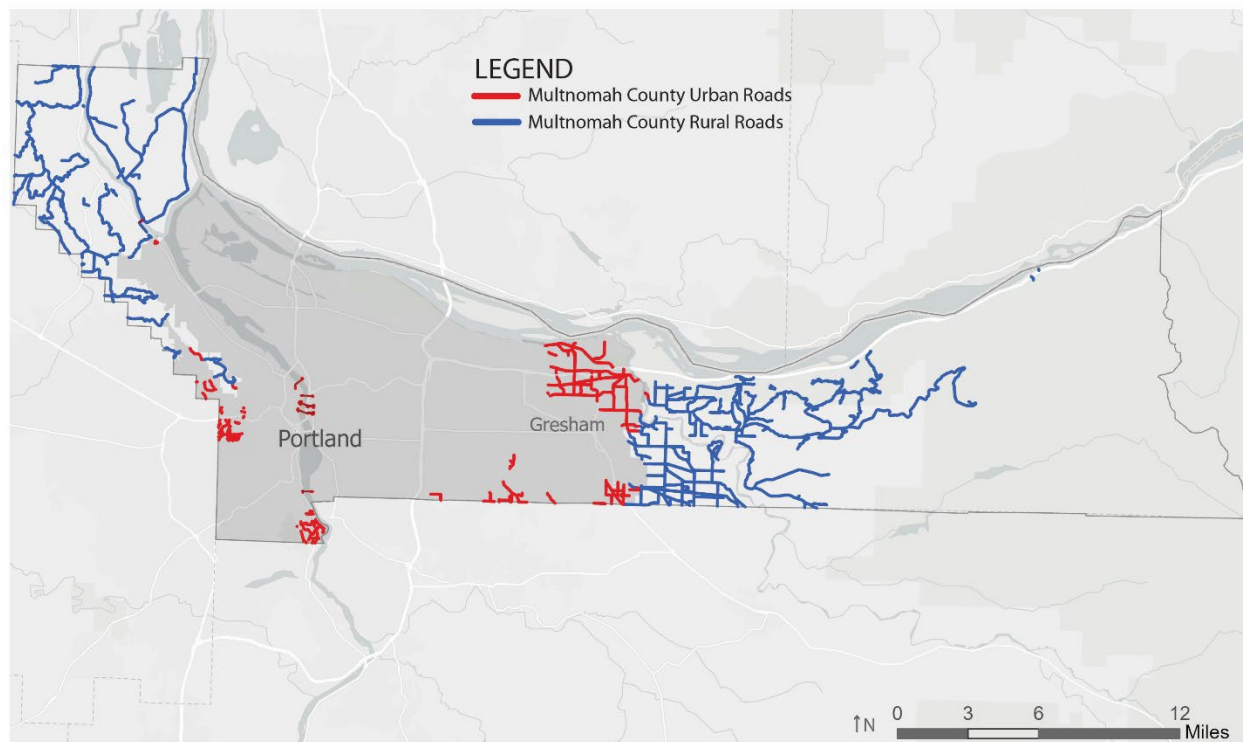 LEGEND
Multnomah County Urban Roads
Multnomah County Rural Roads
Gresham
Portland
↑N
0 3 6 12
Miles